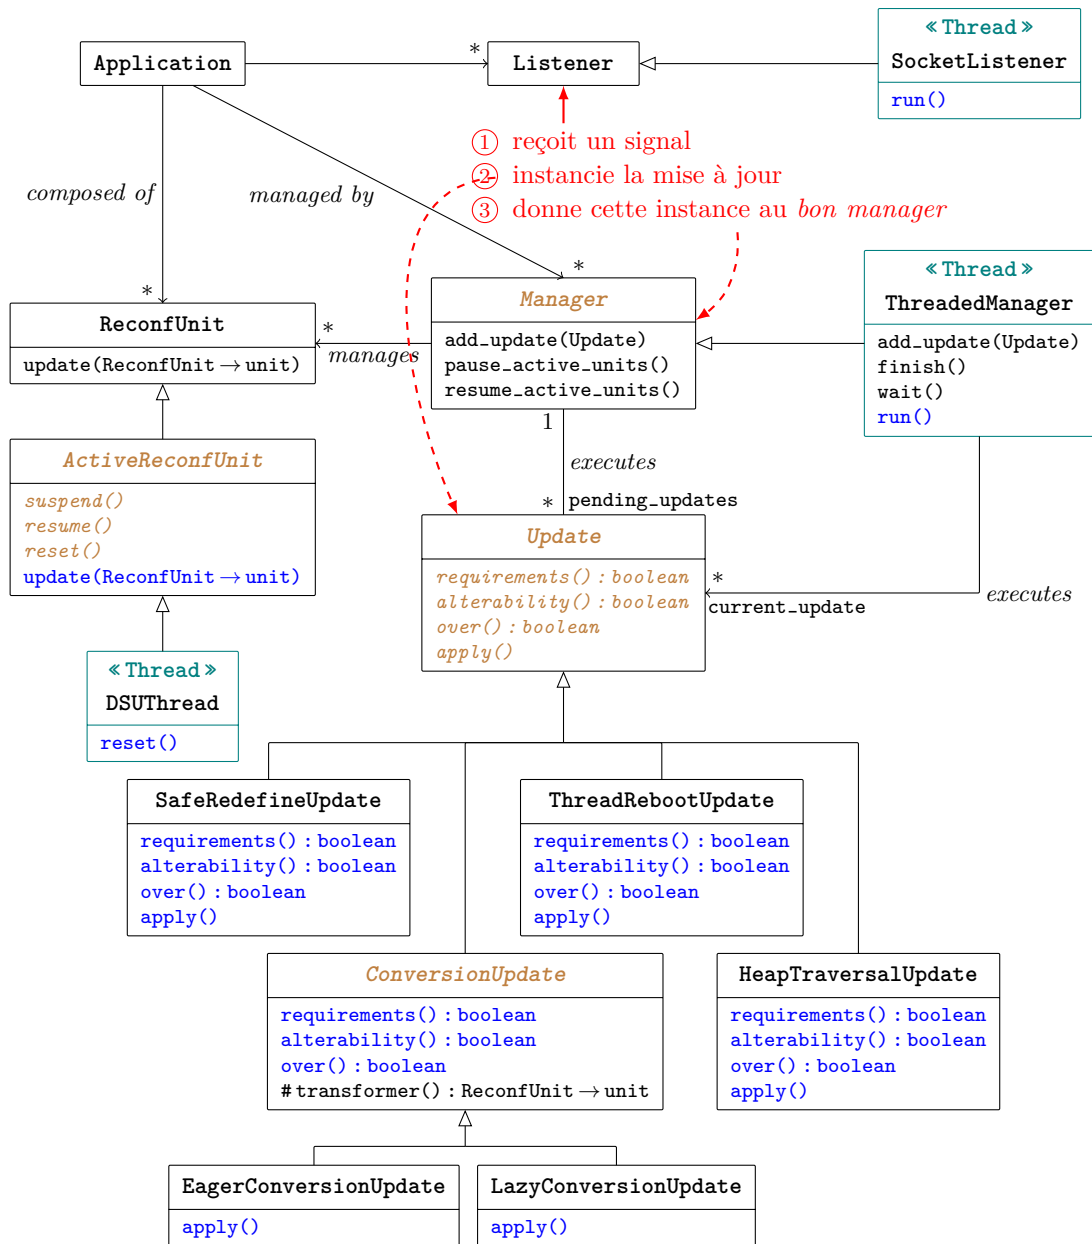 « Thread »
Application
*
Listener
SocketListener
run()
① reçoit un signal
② instancie la mise à jour
③ donne cette instance au bon manager
composed of
managed by
*
*
« Thread »
Manager
ThreadedManager
ReconfUnit
*
manages
add_update(Update)
pause_active_units()
resume_active_units()
add_update(Update)
finish()
wait()
run()
update(ReconfUnit → unit)
1
executes
*
pending_updates
ActiveReconfUnit
suspend()
resume()
reset()
update(ReconfUnit → unit)
Update
requirements() : boolean
alterability() : boolean
over() : boolean
apply()
*
current_update
executes
« Thread »
DSUThread
reset()
SafeRedefineUpdate
requirements() : boolean
alterability() : boolean
over() : boolean
apply()
ThreadRebootUpdate
requirements() : boolean
alterability() : boolean
over() : boolean
apply()
ConversionUpdate
requirements() : boolean
alterability() : boolean
over() : boolean
# transformer() : ReconfUnit → unit
HeapTraversalUpdate
requirements() : boolean
alterability() : boolean
over() : boolean
apply()
EagerConversionUpdate
apply()
LazyConversionUpdate
apply()